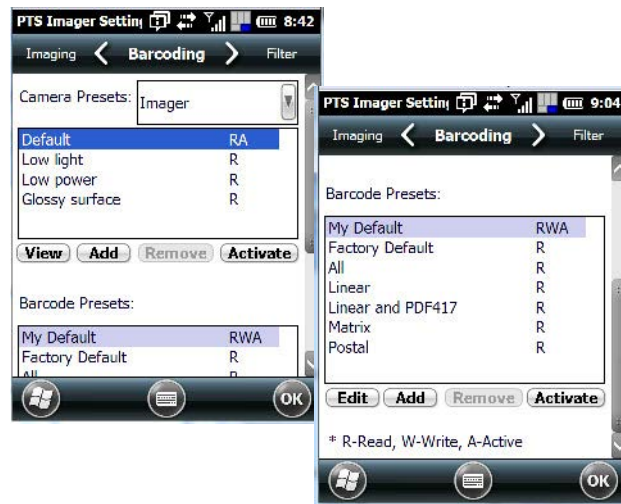 PTS Imager Settin 8:42
Imaging Barcoding Filter
Camera Presets: Imager
Default RA
Low light R
Low power R
Glossy surface R
View Add Remove Activate
Barcode Presets:
My Default RWA
Factory Default R
All R
OK
PTS Imager Settin 9:04
Imaging Barcoding Filter
Barcode Presets:
My Default RWA
Factory Default R
All R
Linear R
Linear and PDF417 R
Matrix R
Postal R
Edit Add Remove Activate
* R-Read, W-Write, A-Active
OK